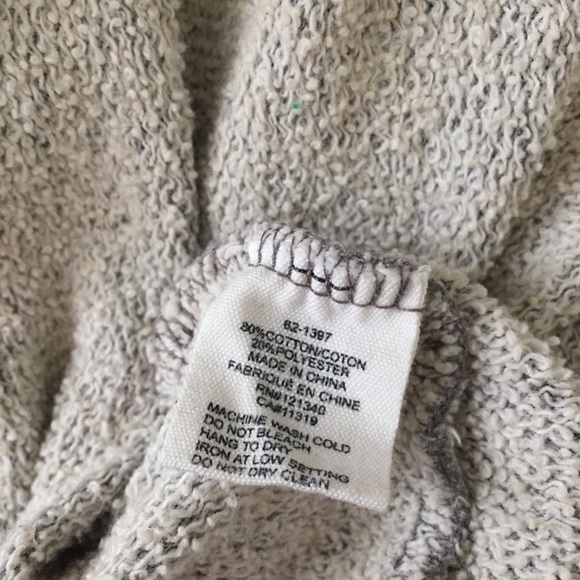 62-1397
80%COTTON/COTON
20%POLYESTER
MADE IN CHINA
FABRIQUÉ EN CHINE
RN#121340
CA#11319
MACHINE WASH COLD
DO NOT BLEACH
HANG TO DRY
IRON AT LOW SETTING
DO NOT DRY CLEAN